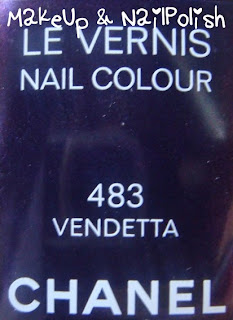 Makeup & NailPolish
LE VERNIS
NAIL COLOUR
483
VENDETTA
CHANEL